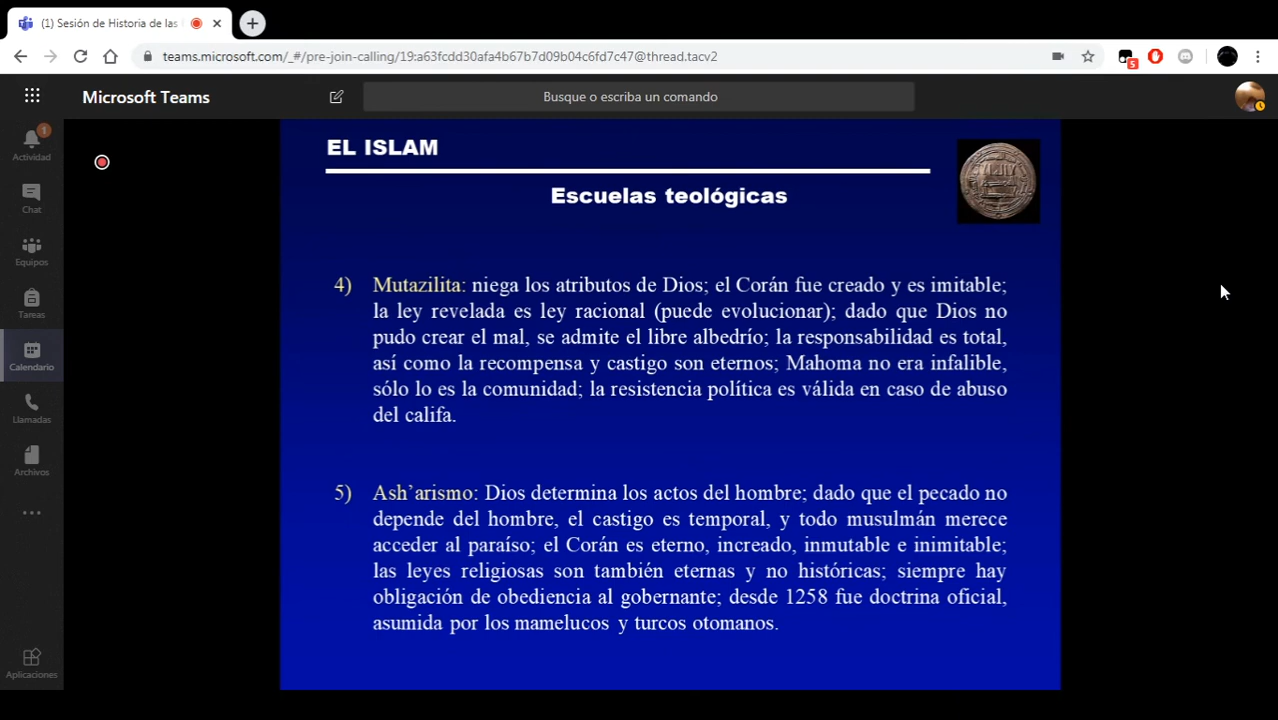 (1) Sesión de Historia de las
teams.microsoft.com/_#/pre-join-calling/19:a63fcdd30afa4b67b7d09b04c6fd7c47@thread.tacv2
5
Microsoft Teams
Busque o escriba un comando
1
Actividad
Chat
Equipos
Tareas
Calendario
Llamadas
Archivos
Aplicaciones
EL ISLAM
Escuelas teológicas
4) Mutazilita: niega los atributos de Dios; el Corán fue creado y es imitable;
la ley revelada es ley racional (puede evolucionar); dado que Dios no
pudo crear el mal, se admite el libre albedrío; la responsabilidad es total,
así como la recompensa y castigo son eternos; Mahoma no era infalible,
sólo lo es la comunidad; la resistencia política es válida en caso de abuso
del califa.
5) Ash’arismo: Dios determina los actos del hombre; dado que el pecado no
depende del hombre, el castigo es temporal, y todo musulmán merece
acceder al paraíso; el Corán es eterno, increado, inmutable e inimitable;
las leyes religiosas son también eternas y no históricas; siempre hay
obligación de obediencia al gobernante; desde 1258 fue doctrina oficial,
asumida por los mamelucos y turcos otomanos.